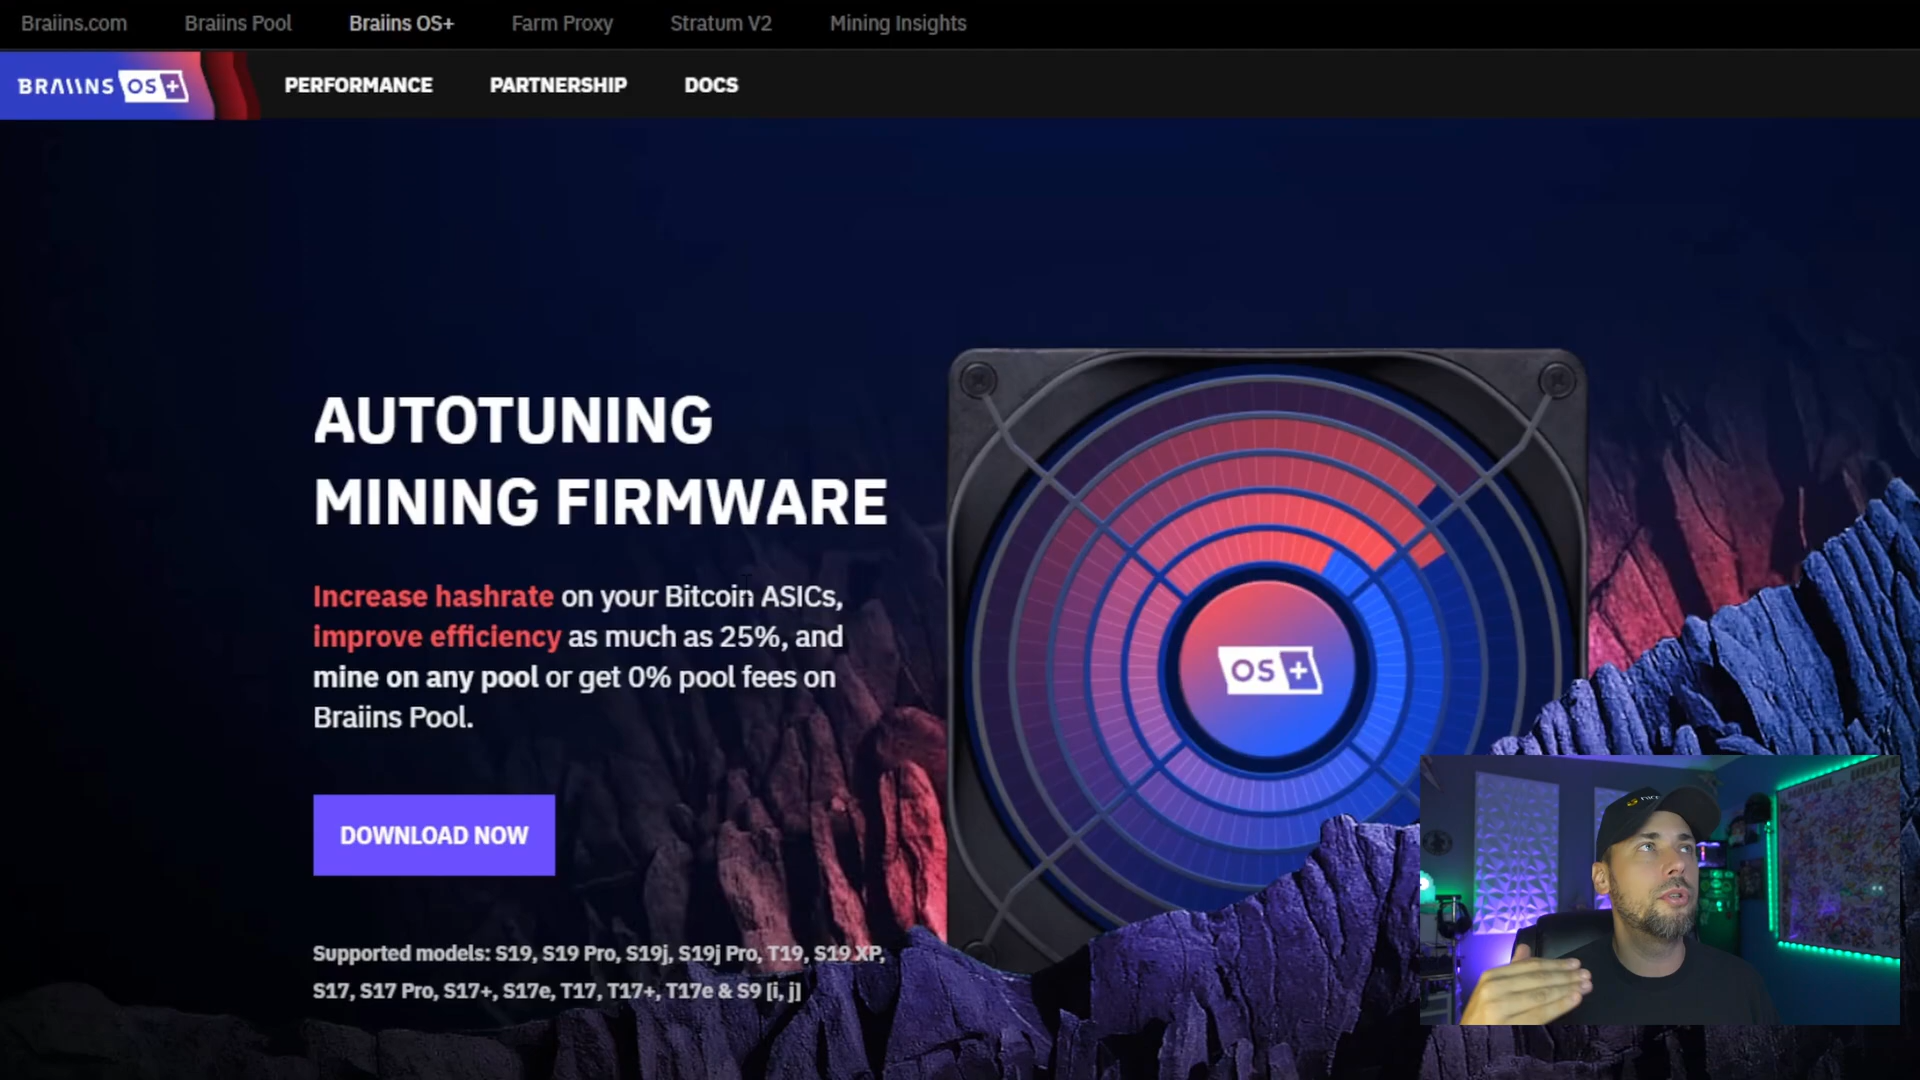 Braiins.com Braiins Pool Braiins OS+ Farm Proxy Stratum V2 Mining Insights
BRAIINS OS+ PERFORMANCE PARTNERSHIP DOCS
AUTOTUNING
MINING FIRMWARE
Increase hashrate on your Bitcoin ASICs,
improve efficiency as much as 25%, and
mine on any pool or get 0% pool fees on
Braiins Pool.
OS+
DOWNLOAD NOW
Supported models: S19, S19 Pro, S19j, S19j Pro, T19, S19 XP,
S17, S17 Pro, S17+, S17e, T17, T17+, T17e & S9 [i, j]